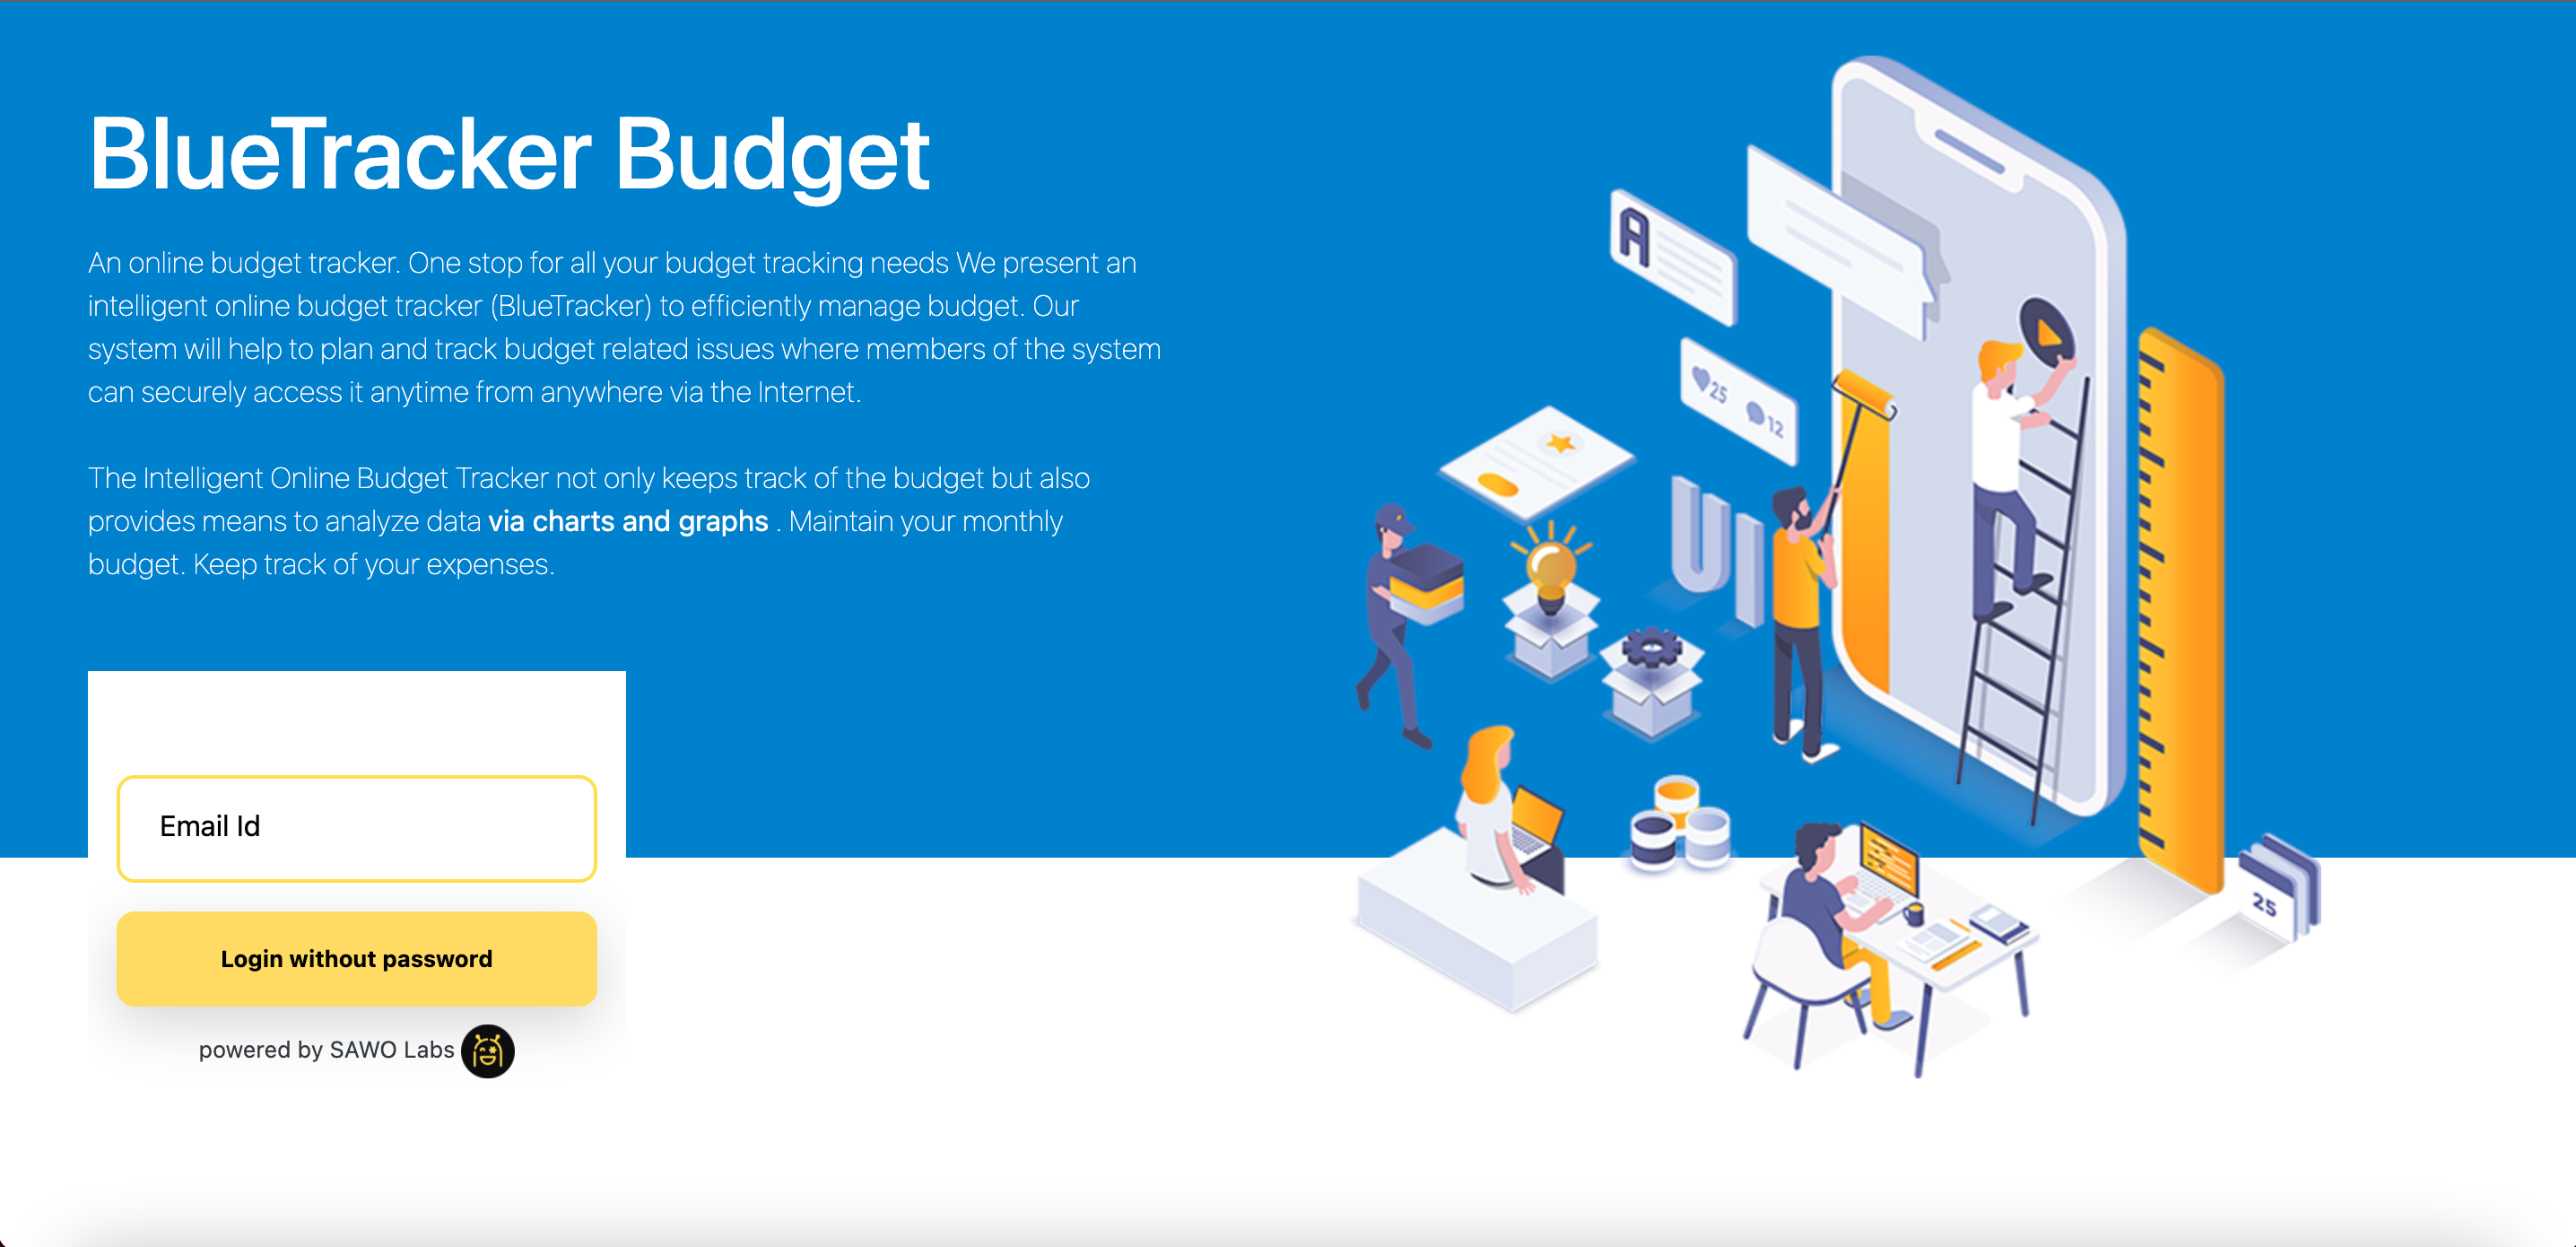 BlueTracker Budget
An online budget tracker. One stop for all your budget tracking needs We present an
intelligent online budget tracker (BlueTracker) to efficiently manage budget. Our
system will help to plan and track budget related issues where members of the system
can securely access it anytime from anywhere via the Internet.
The Intelligent Online Budget Tracker not only keeps track of the budget but also
provides means to analyze data via charts and graphs . Maintain your monthly
budget. Keep track of your expenses.
Email Id
Login without password
powered by SAWO Labs
A
25 12
UI
25